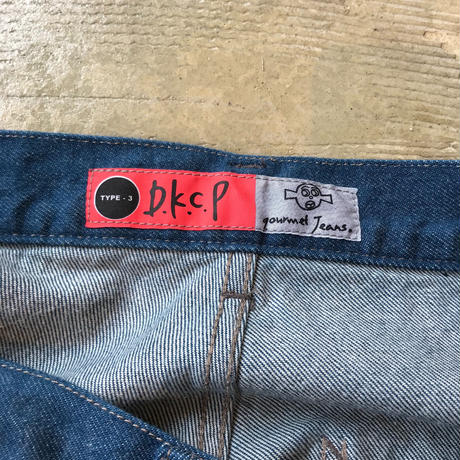 TYPE - 3
D.K.C.P
gourmet Jeans.